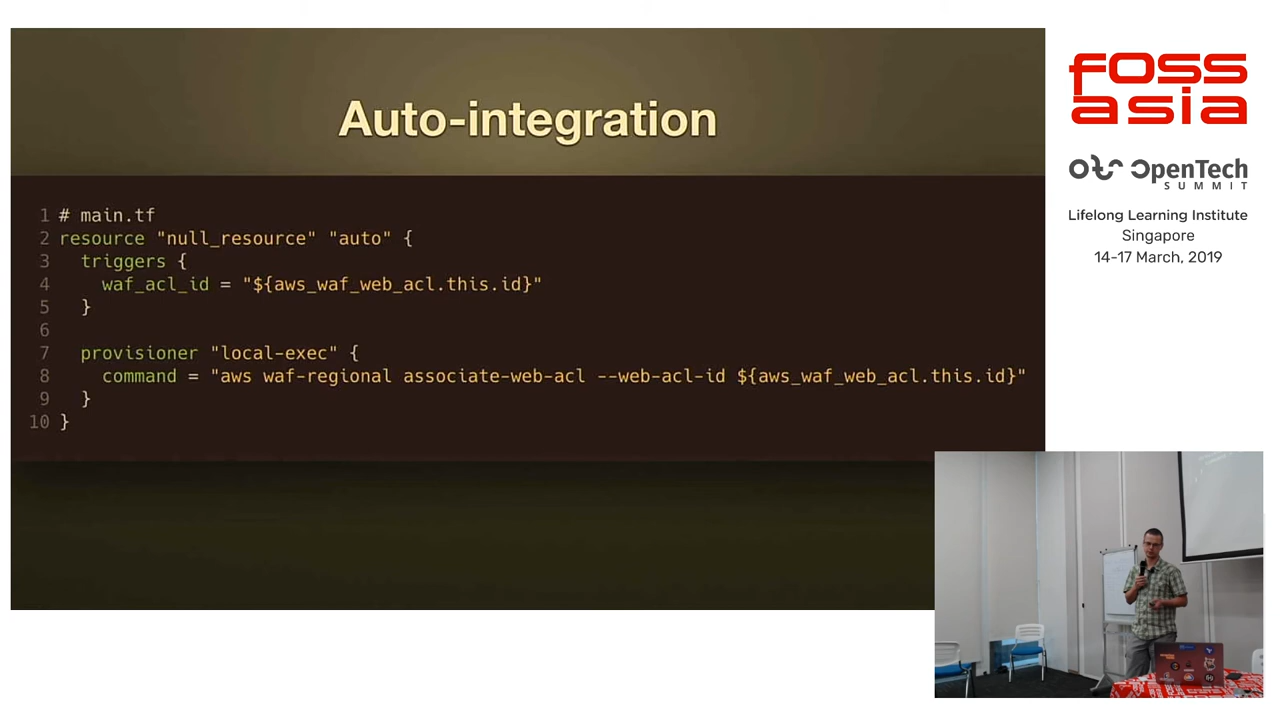 Auto-integration
1 # main.tf
2 resource "null_resource" "auto" {
3 triggers {
4 waf_acl_id = "${aws_waf_web_acl.this.id}"
5 }
6
7 provisioner "local-exec" {
8 command = "aws waf-regional associate-web-acl --web-acl-id ${aws_waf_web_acl.this.id}"
9 }
10 }
fossasia
OpenTech
SUMMIT
Lifelong Learning Institute
Singapore
14-17 March, 2019